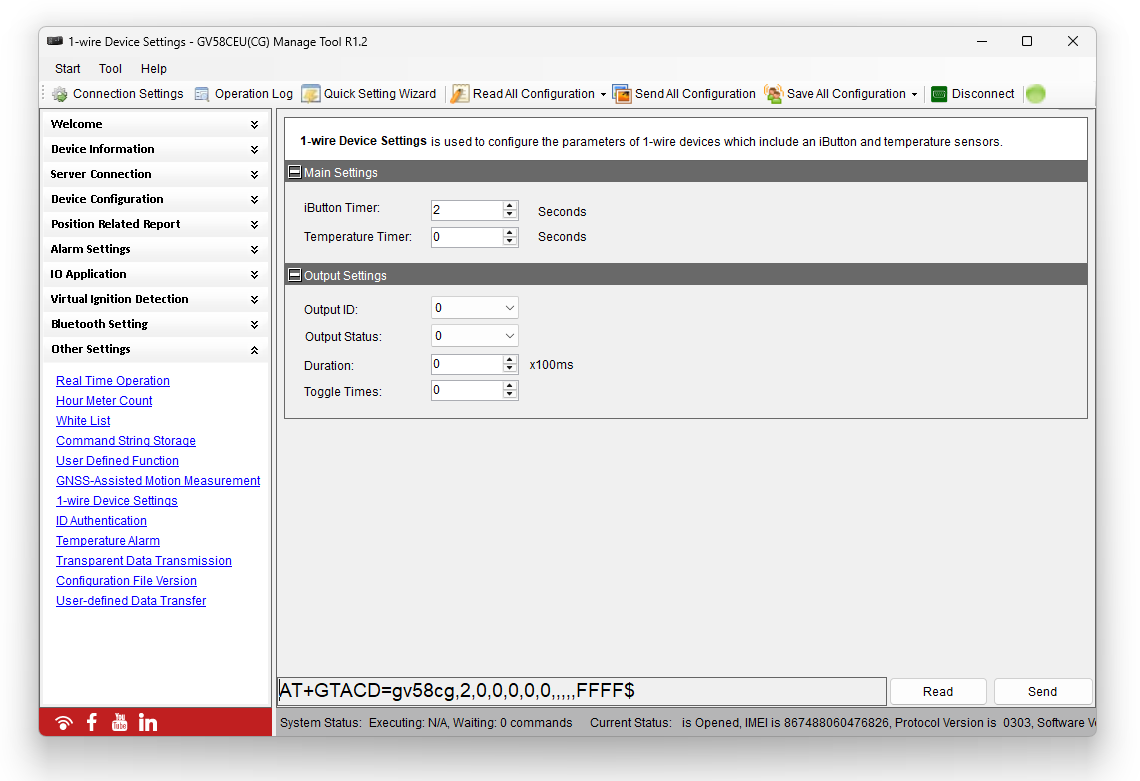 1-wire Device Settings - GV58CEU(CG) Manage Tool R1.2
Start Tool Help
Connection Settings Operation Log Quick Setting Wizard Read All Configuration Send All Configuration Save All Configuration Disconnect
Welcome
Device Information
Server Connection
Device Configuration
Position Related Report
Alarm Settings
IO Application
Virtual Ignition Detection
Bluetooth Setting
Other Settings
Real Time Operation
Hour Meter Count
White List
Command String Storage
User Defined Function
GNSS-Assisted Motion Measurement
1-wire Device Settings
ID Authentication
Temperature Alarm
Transparent Data Transmission
Configuration File Version
User-defined Data Transfer
1-wire Device Settings is used to configure the parameters of 1-wire devices which include an iButton and temperature sensors.
Main Settings
iButton Timer: 2 Seconds
Temperature Timer: 0 Seconds
Output Settings
Output ID: 0
Output Status: 0
Duration: 0 x100ms
Toggle Times: 0
AT+GTACD=gv58cg,2,0,0,0,0,0,,,,,FFFF$
Read Send
You Tube
System Status: Executing: N/A, Waiting: 0 commands Current Status: is Opened, IMEI is 867488060476826, Protocol Version is 0303, Software V